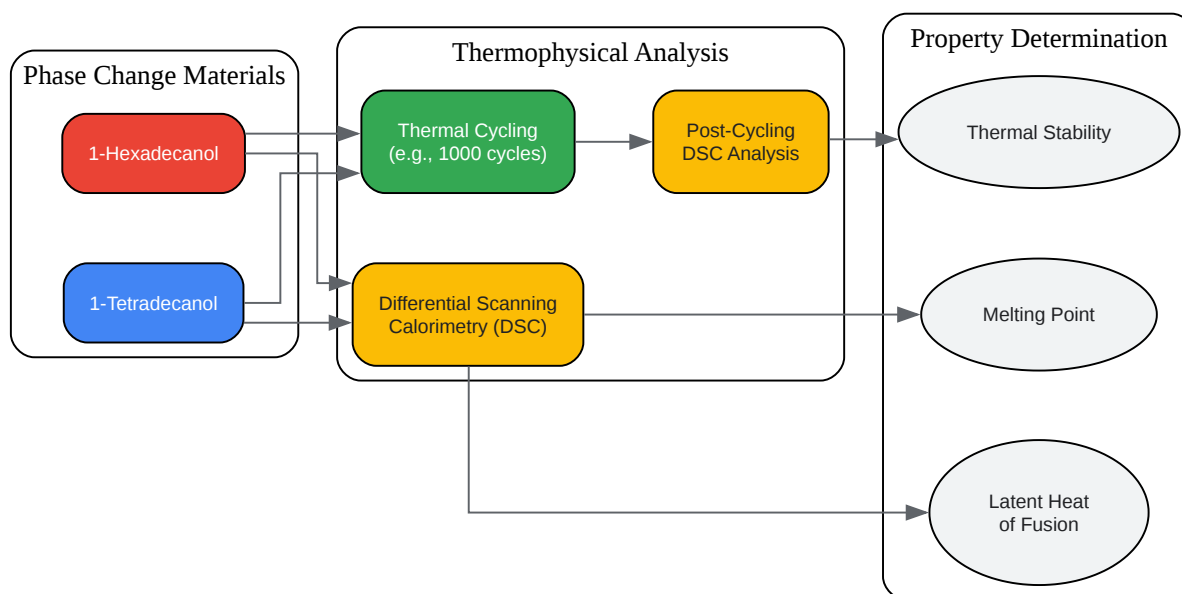 Phase Change Materials
1-Hexadecanol
1-Tetradecanol
Thermophysical Analysis
Thermal Cycling
(e.g., 1000 cycles)
Post-Cycling
DSC Analysis
Differential Scanning
Calorimetry (DSC)
Property Determination
Thermal Stability
Melting Point
Latent Heat
of Fusion